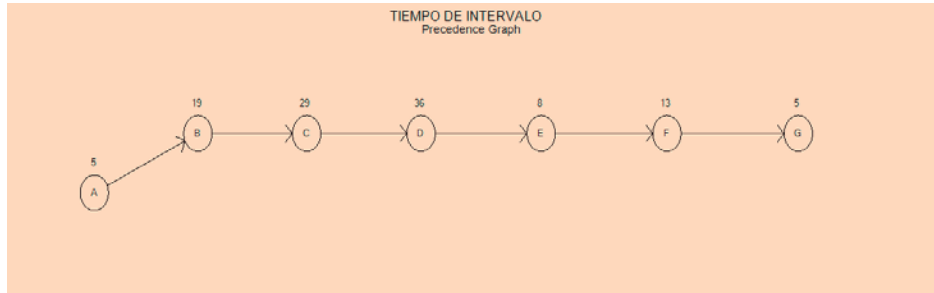 TIEMPO DE INTERVALO
Precedence Graph
19 29 36 8 13 5
B C D E F G
5
A